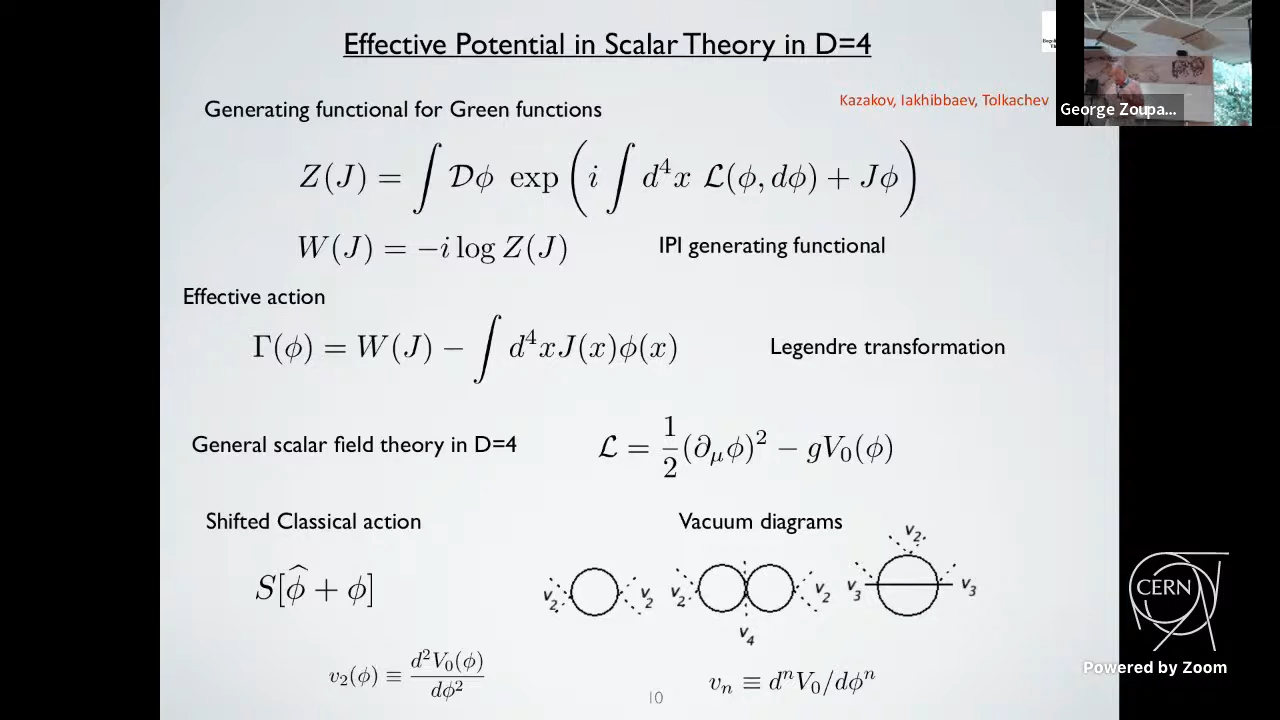 Effective Potential in Scalar Theory in D=4
Kazakov, Iakhibbaev, Tolkachev
George Zoupa...
Generating functional for Green functions
Z(J) = ∫ 𝒟ϕ exp ( i ∫ d⁴x ℒ(ϕ, dϕ) + Jϕ )
W(J) = −i log Z(J) IPI generating functional
Effective action
Γ(ϕ) = W(J) − ∫ d⁴xJ(x)ϕ(x) Legendre transformation
General scalar field theory in D=4 ℒ = 1/2 (∂_μϕ)² − gV₀(ϕ)
Shifted Classical action Vacuum diagrams
S[ϕ̂ + ϕ]
v₂ v₂ v₂ v₂ v₄ v₂ v₃ v₃
v₂(ϕ) ≡ d²V₀(ϕ)/dϕ² vₙ ≡ dⁿV₀/dϕⁿ
10
CERN
Powered by Zoom